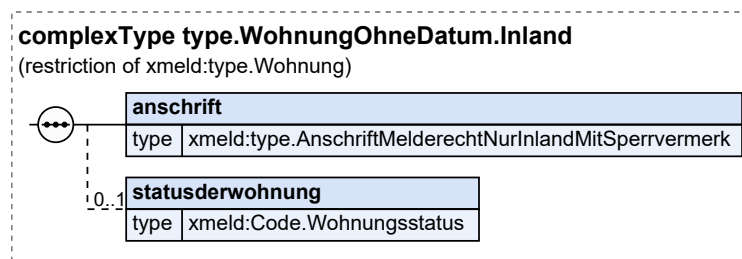 complexType type.WohnungOhneDatum.Inland
(restriction of xmeld:type.Wohnung)
anschrift
type xmeld:type.AnschriftMelderechtNurInlandMitSperrvermerk
0..1 statusderwohnung
type xmeld:Code.Wohnungsstatus